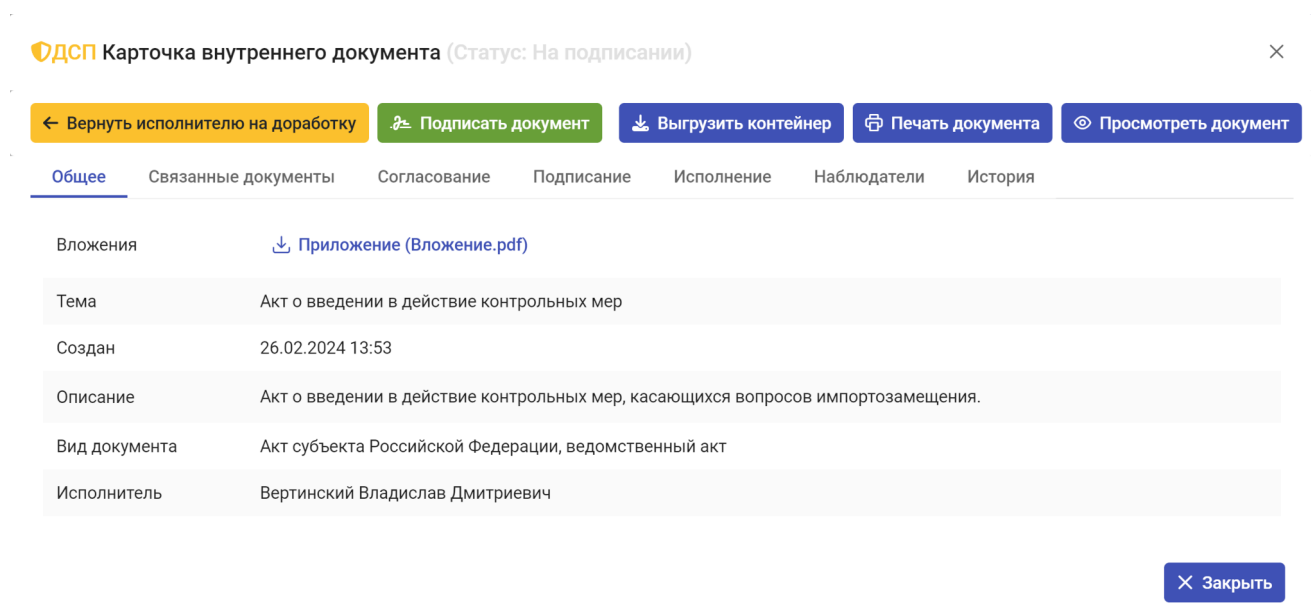 ДСП Карточка внутреннего документа (Статус: На подписании)
Вернуть исполнителю на доработку Подписать документ Выгрузить контейнер Печать документа Просмотреть документ
Общее Связанные документы Согласование Подписание Исполнение Наблюдатели История
Вложения Приложение (Вложение.pdf)
Тема Акт о введении в действие контрольных мер
Создан 26.02.2024 13:53
Описание Акт о введении в действие контрольных мер, касающихся вопросов импортозамещения.
Вид документа Акт субъекта Российской Федерации, ведомственный акт
Исполнитель Вертинский Владислав Дмитриевич
Закрыть